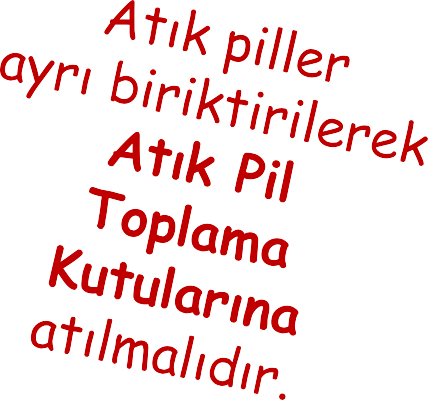 Atık piller
ayrı biriktirilerek
Atık Pil
Toplama
Kutularına
atılmalıdır.